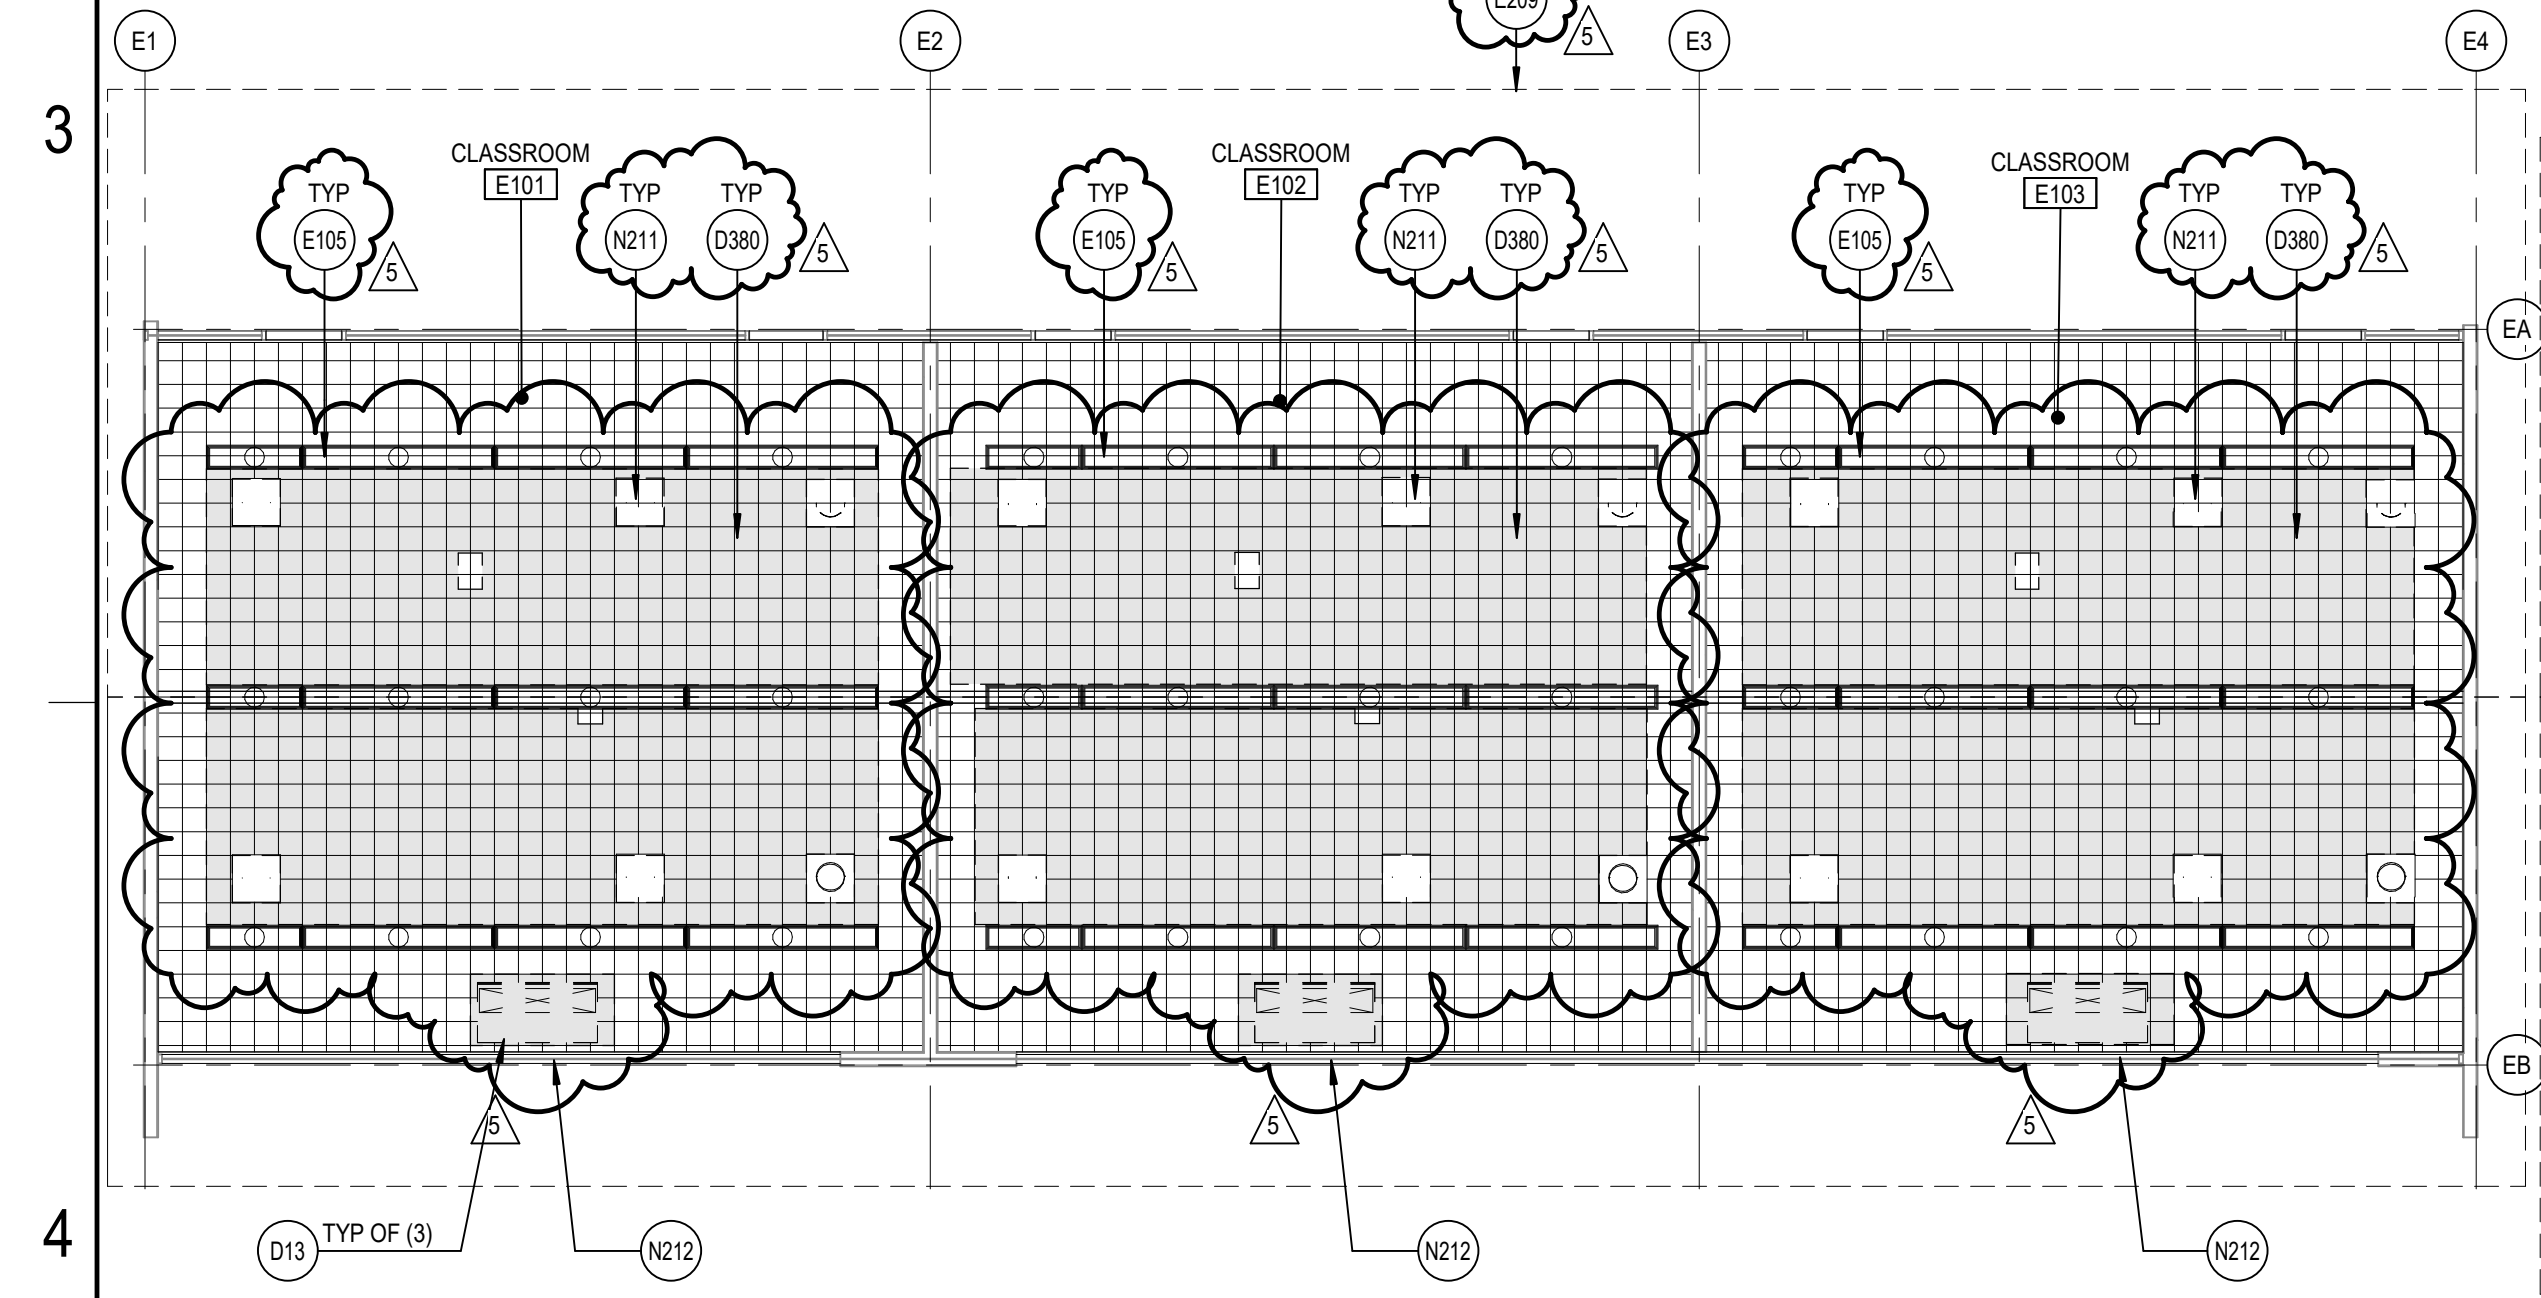 E209
5
E1
E2
E3
E4
3
CLASSROOM
E101
CLASSROOM
E102
CLASSROOM
E103
TYP
E105
5
TYP
N211
TYP
D380
5
TYP
E105
5
TYP
N211
TYP
D380
5
TYP
E105
5
TYP
N211
TYP
D380
5
EA
EB
5
5
5
4
D13
TYP OF (3)
N212
N212
N212